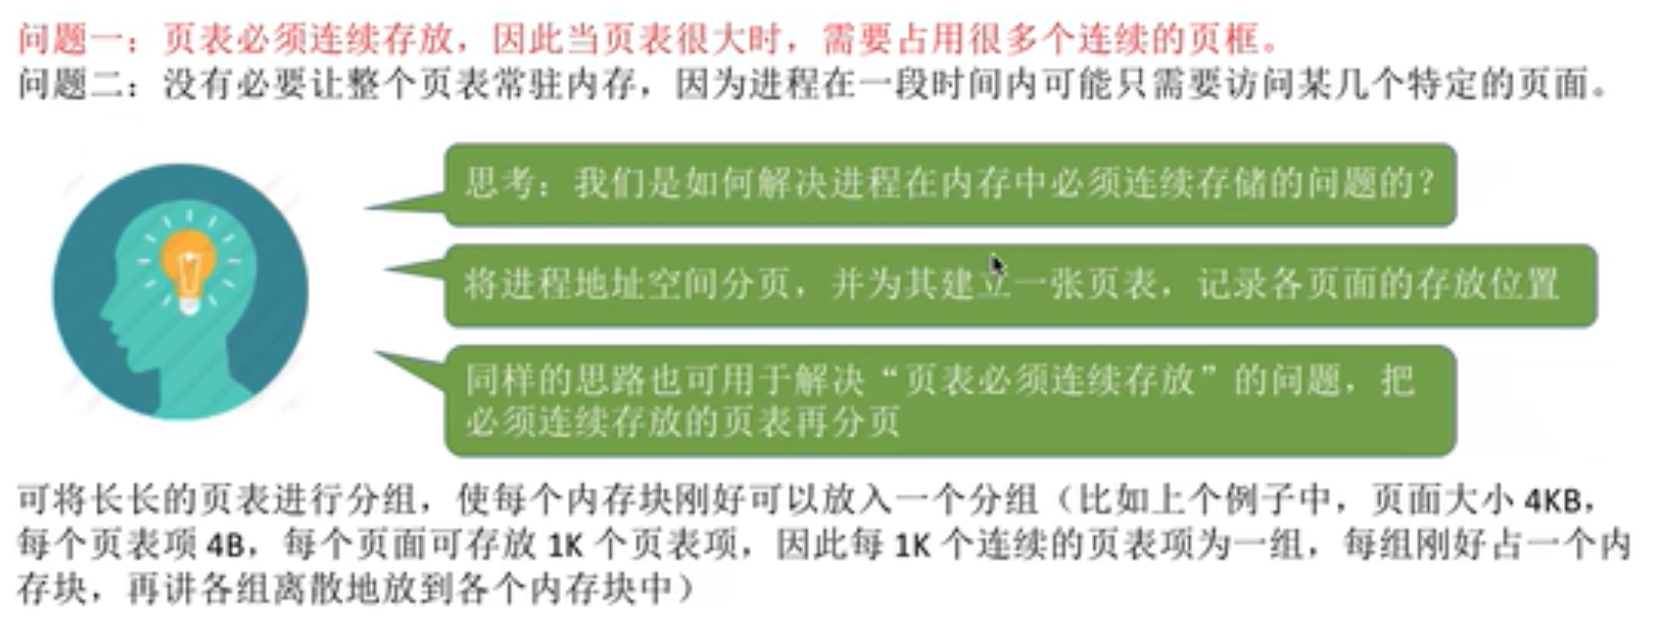 问题一：页表必须连续存放，因此当页表很大时，需要占用很多个连续的页框。
问题二：没有必要让整个页表常驻内存，因为进程在一段时间内可能只需要访问某几个特定的页面。
思考：我们是如何解决进程在内存中必须连续存储的问题的？
将进程地址空间分页，并为其建立一张页表，记录各页面的存放位置
同样的思路也可用于解决“页表必须连续存放”的问题，把
必须连续存放的页表再分页
可将长长的页表进行分组，使每个内存块刚好可以放入一个分组（比如上个例子中，页面大小 4KB，
每个页表项 4B，每个页面可存放 1K 个页表项，因此每 1K 个连续的页表项为一组，每组刚好占一个内
存块，再讲各组离散地放到各个内存块中）